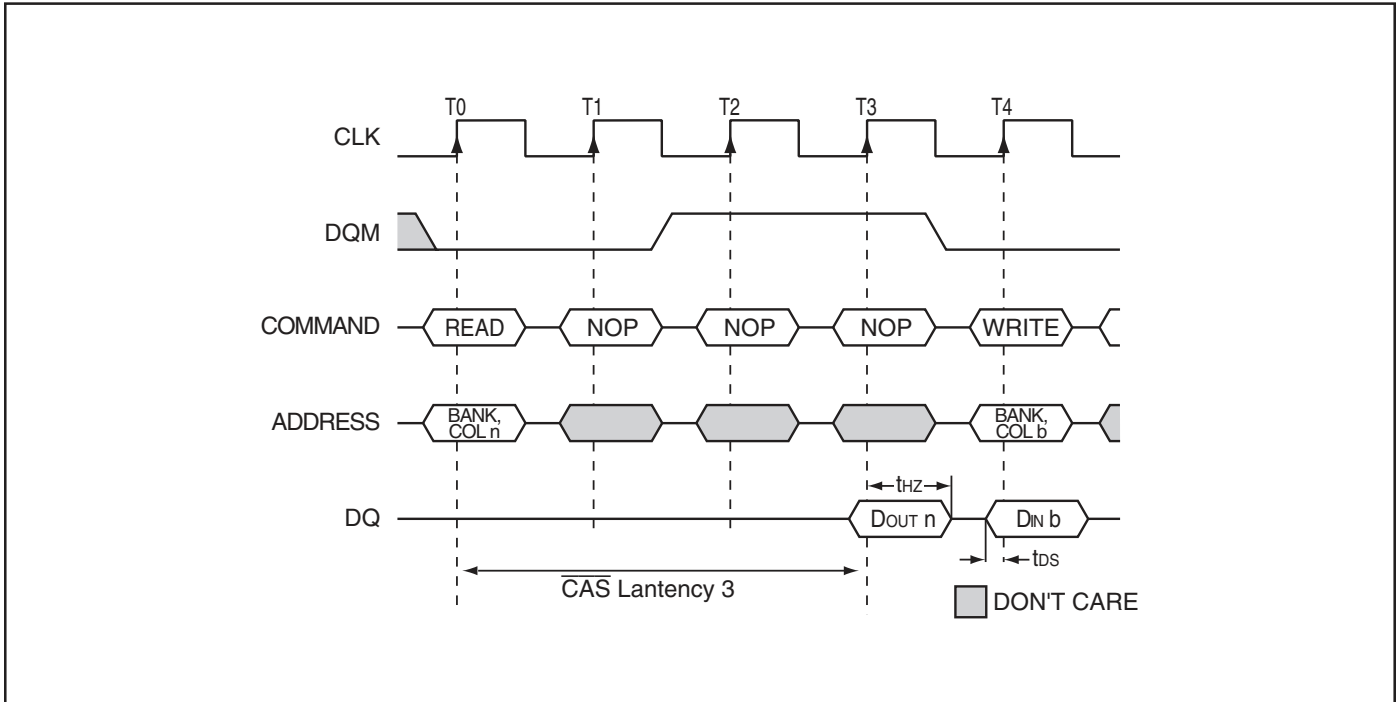 T0 T1 T2 T3 T4
CLK
DQM
COMMAND READ NOP NOP NOP WRITE
ADDRESS BANK, COL n BANK, COL b
tHZ
DQ DOUT n DIN b
tDS
CAS Lantency 3
DON'T CARE